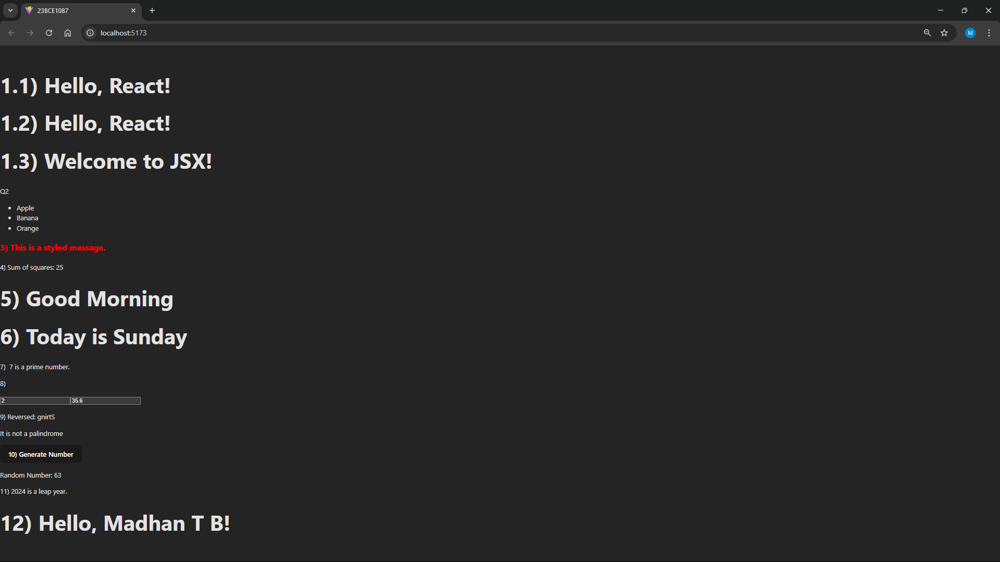 23BCE1087
localhost:5173
M
1.1) Hello, React!
1.2) Hello, React!
1.3) Welcome to JSX!
Q2
Apple
Banana
Orange
3) This is a styled message.
4) Sum of squares: 25
5) Good Morning
6) Today is Sunday
7) 7 is a prime number.
8)
2 35.6
9) Reversed: gnirtS
It is not a palindrome
10) Generate Number
Random Number: 63
11) 2024 is a leap year.
12) Hello, Madhan T B!